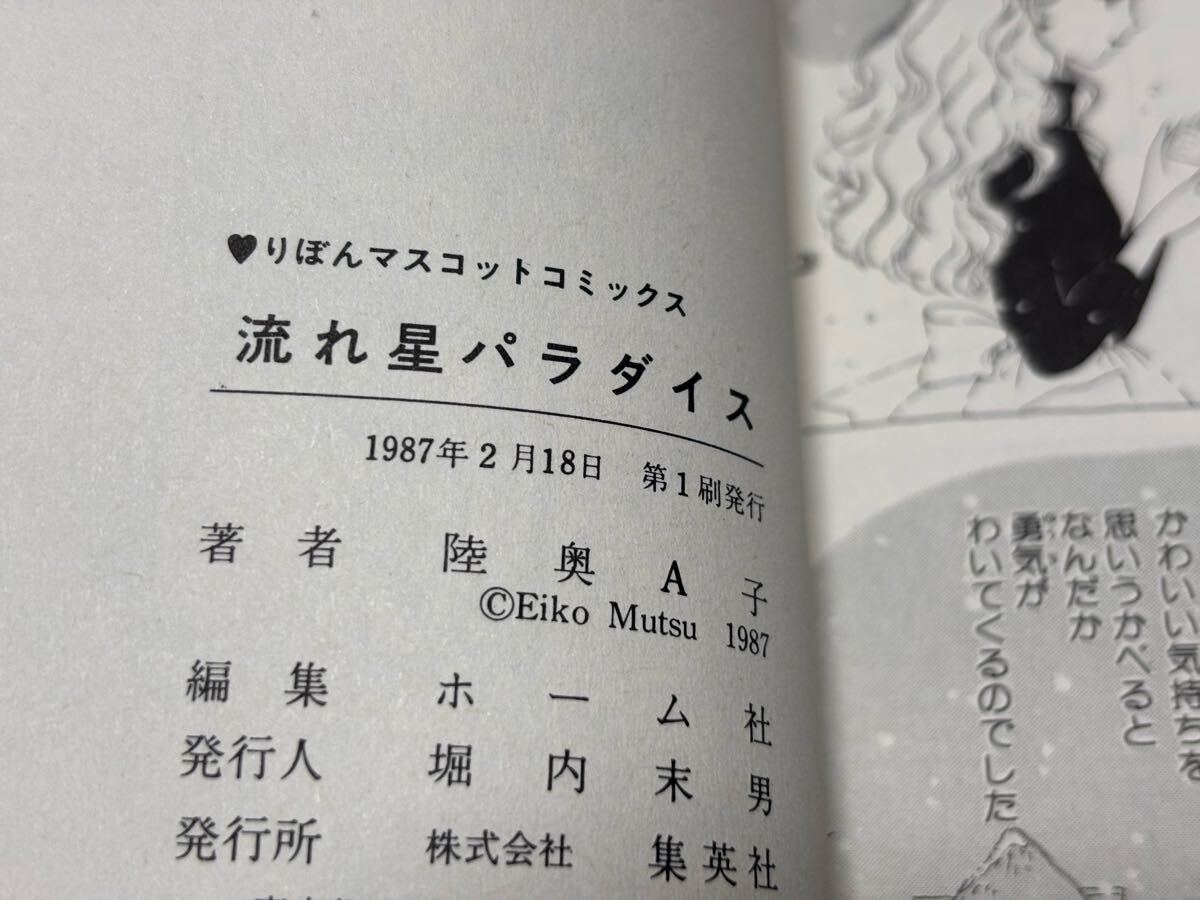 ♥りぼんマスコットコミックス
流れ星パラダイス
1987年2月18日 第1刷発行
著者 陸奥A子
©Eiko Mutsu 1987
編集 ホーム社
発行人 堀内末男
発行所 株式会社 集英社
かわいい気持ちを
思いうかべると
なんだか
勇気が
わいてくるのでした